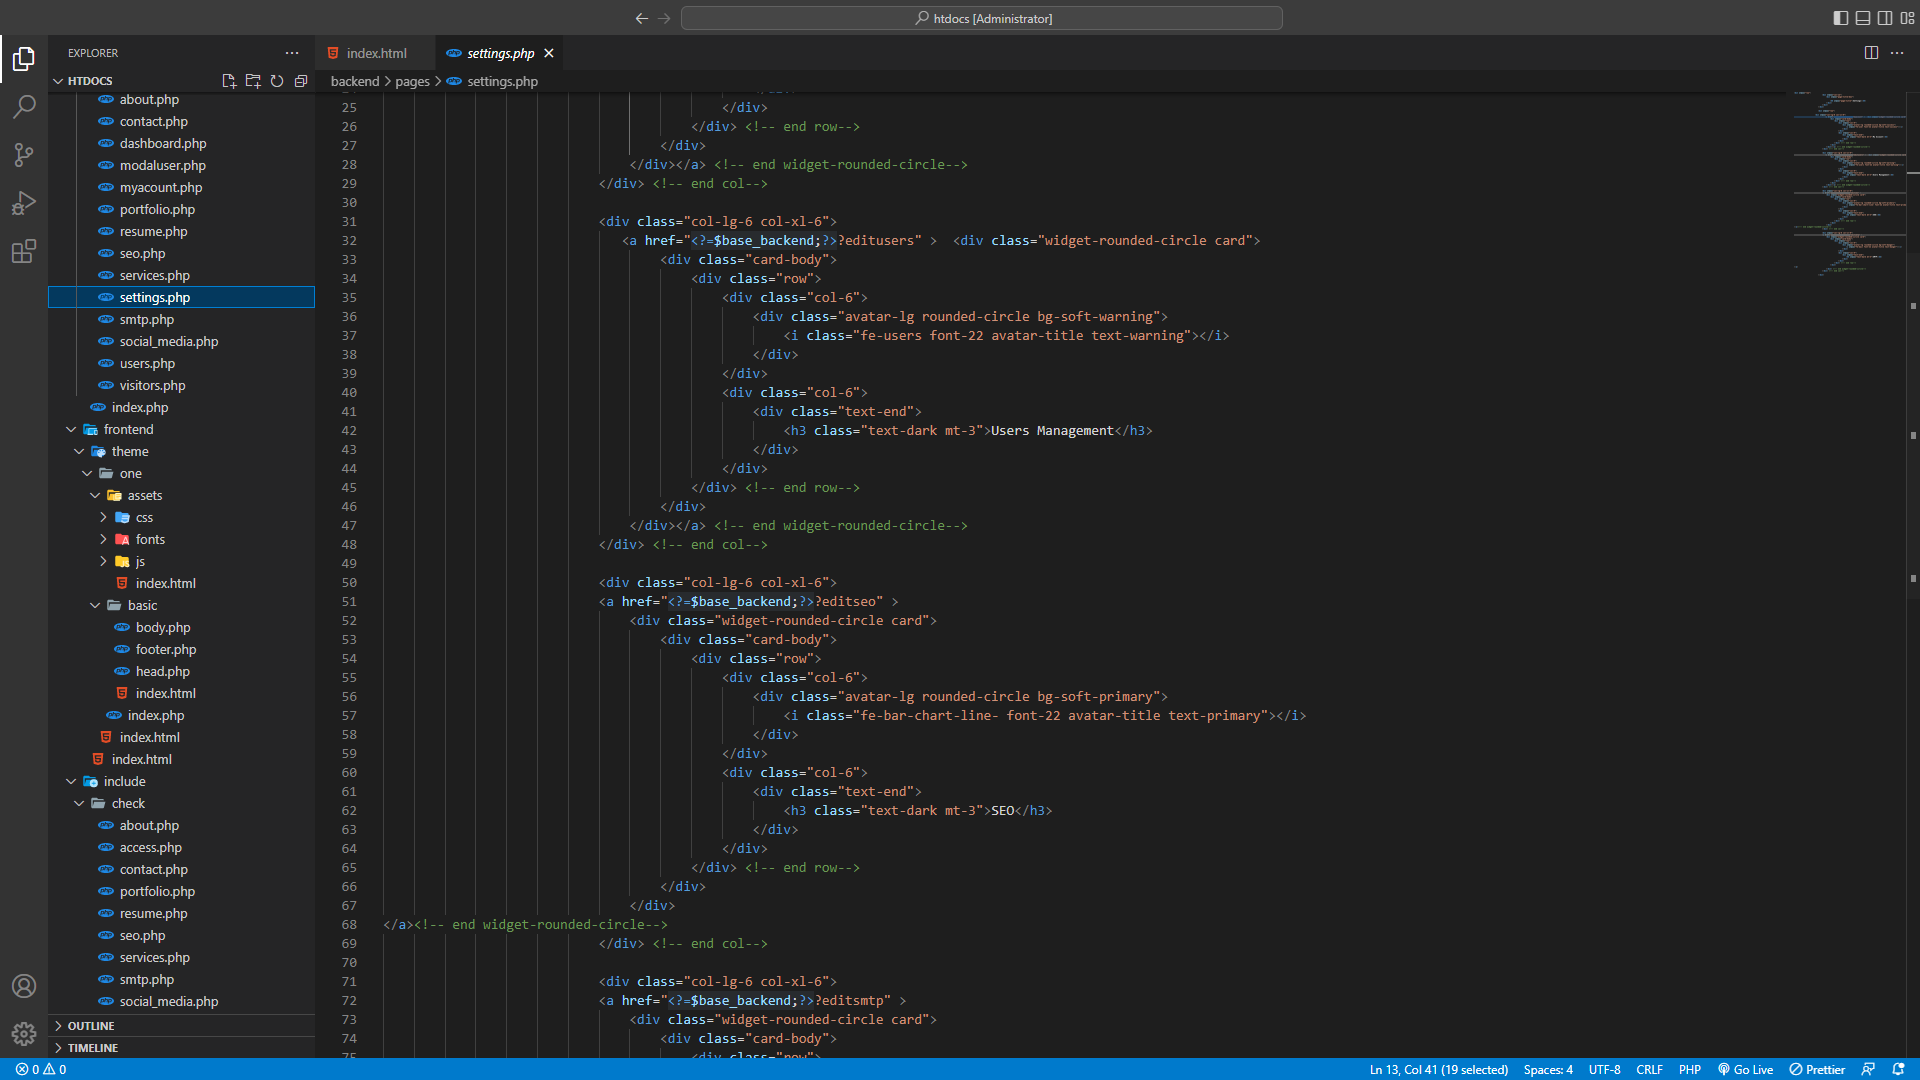 htdocs [Administrator]
EXPLORER
HTDOCS
about.php
contact.php
dashboard.php
modaluser.php
myacount.php
portfolio.php
resume.php
seo.php
services.php
settings.php
smtp.php
social_media.php
users.php
visitors.php
index.php
frontend
theme
one
assets
css
fonts
js
index.html
basic
body.php
footer.php
head.php
index.html
index.php
index.html
index.html
include
check
about.php
access.php
contact.php
portfolio.php
resume.php
seo.php
services.php
smtp.php
social_media.php
OUTLINE
TIMELINE
index.html
settings.php
backend > pages > settings.php
25 </div>
26 </div> <!-- end row-->
27 </div>
28 </div></a> <!-- end widget-rounded-circle-->
29 </div> <!-- end col-->
30
31 <div class="col-lg-6 col-xl-6">
32 <a href="<?=$base_backend;?>?editusers" >  <div class="widget-rounded-circle card">
33 <div class="card-body">
34 <div class="row">
35 <div class="col-6">
36 <div class="avatar-lg rounded-circle bg-soft-warning">
37 <i class="fe-users font-22 avatar-title text-warning"></i>
38 </div>
39 </div>
40 <div class="col-6">
41 <div class="text-end">
42 <h3 class="text-dark mt-3">Users Management</h3>
43 </div>
44 </div>
45 </div> <!-- end row-->
46 </div>
47 </div></a> <!-- end widget-rounded-circle-->
48 </div> <!-- end col-->
49
50 <div class="col-lg-6 col-xl-6">
51 <a href="<?=$base_backend;?>?editseo" >
52 <div class="widget-rounded-circle card">
53 <div class="card-body">
54 <div class="row">
55 <div class="col-6">
56 <div class="avatar-lg rounded-circle bg-soft-primary">
57 <i class="fe-bar-chart-line- font-22 avatar-title text-primary"></i>
58 </div>
59 </div>
60 <div class="col-6">
61 <div class="text-end">
62 <h3 class="text-dark mt-3">SEO</h3>
63 </div>
64 </div>
65 </div> <!-- end row-->
66 </div>
67 </div>
68 </a><!-- end widget-rounded-circle-->
69 </div> <!-- end col-->
70
71 <div class="col-lg-6 col-xl-6">
72 <a href="<?=$base_backend;?>?editsmtp" >
73 <div class="widget-rounded-circle card">
74 <div class="card-body">
75 <div class="row">
0 0 Ln 13, Col 41 (19 selected) Spaces: 4 UTF-8 CRLF PHP Go Live Prettier